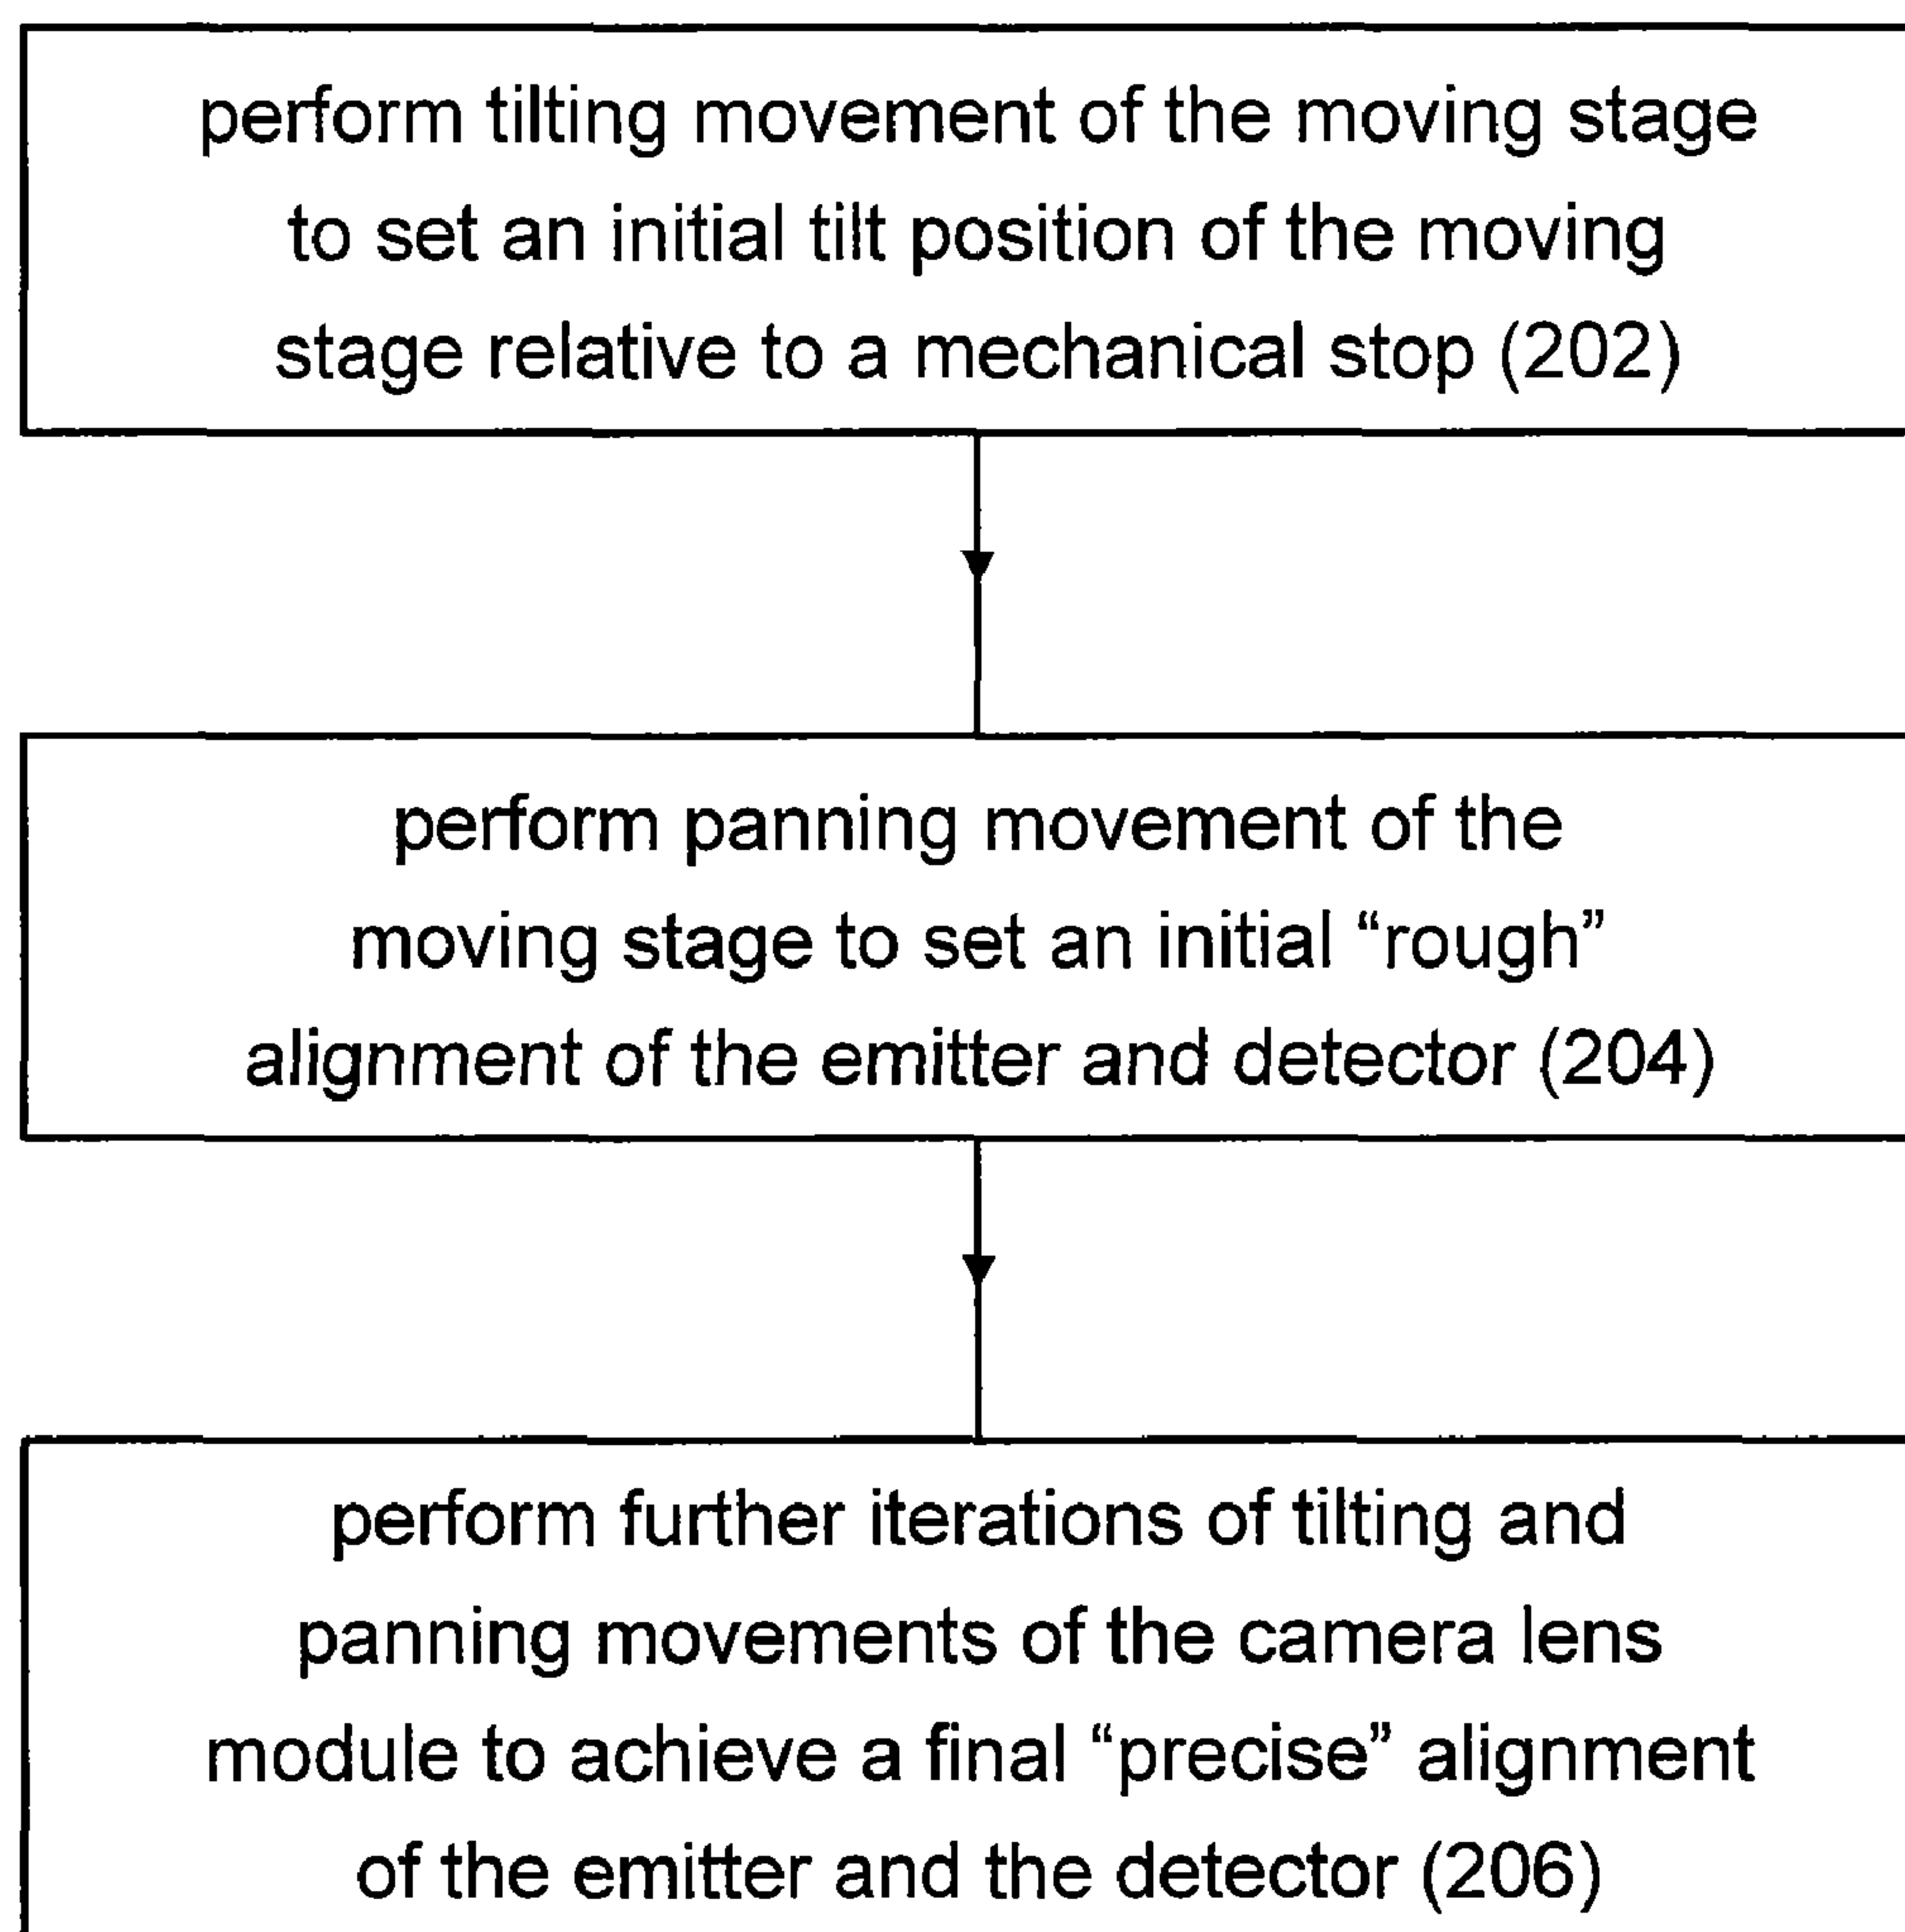 perform tilting movement of the moving stage
to set an initial tilt position of the moving
stage relative to a mechanical stop (202)
perform panning movement of the
moving stage to set an initial “rough”
alignment of the emitter and detector (204)
perform further iterations of tilting and
panning movements of the camera lens
module to achieve a final “precise” alignment
of the emitter and the detector (206)